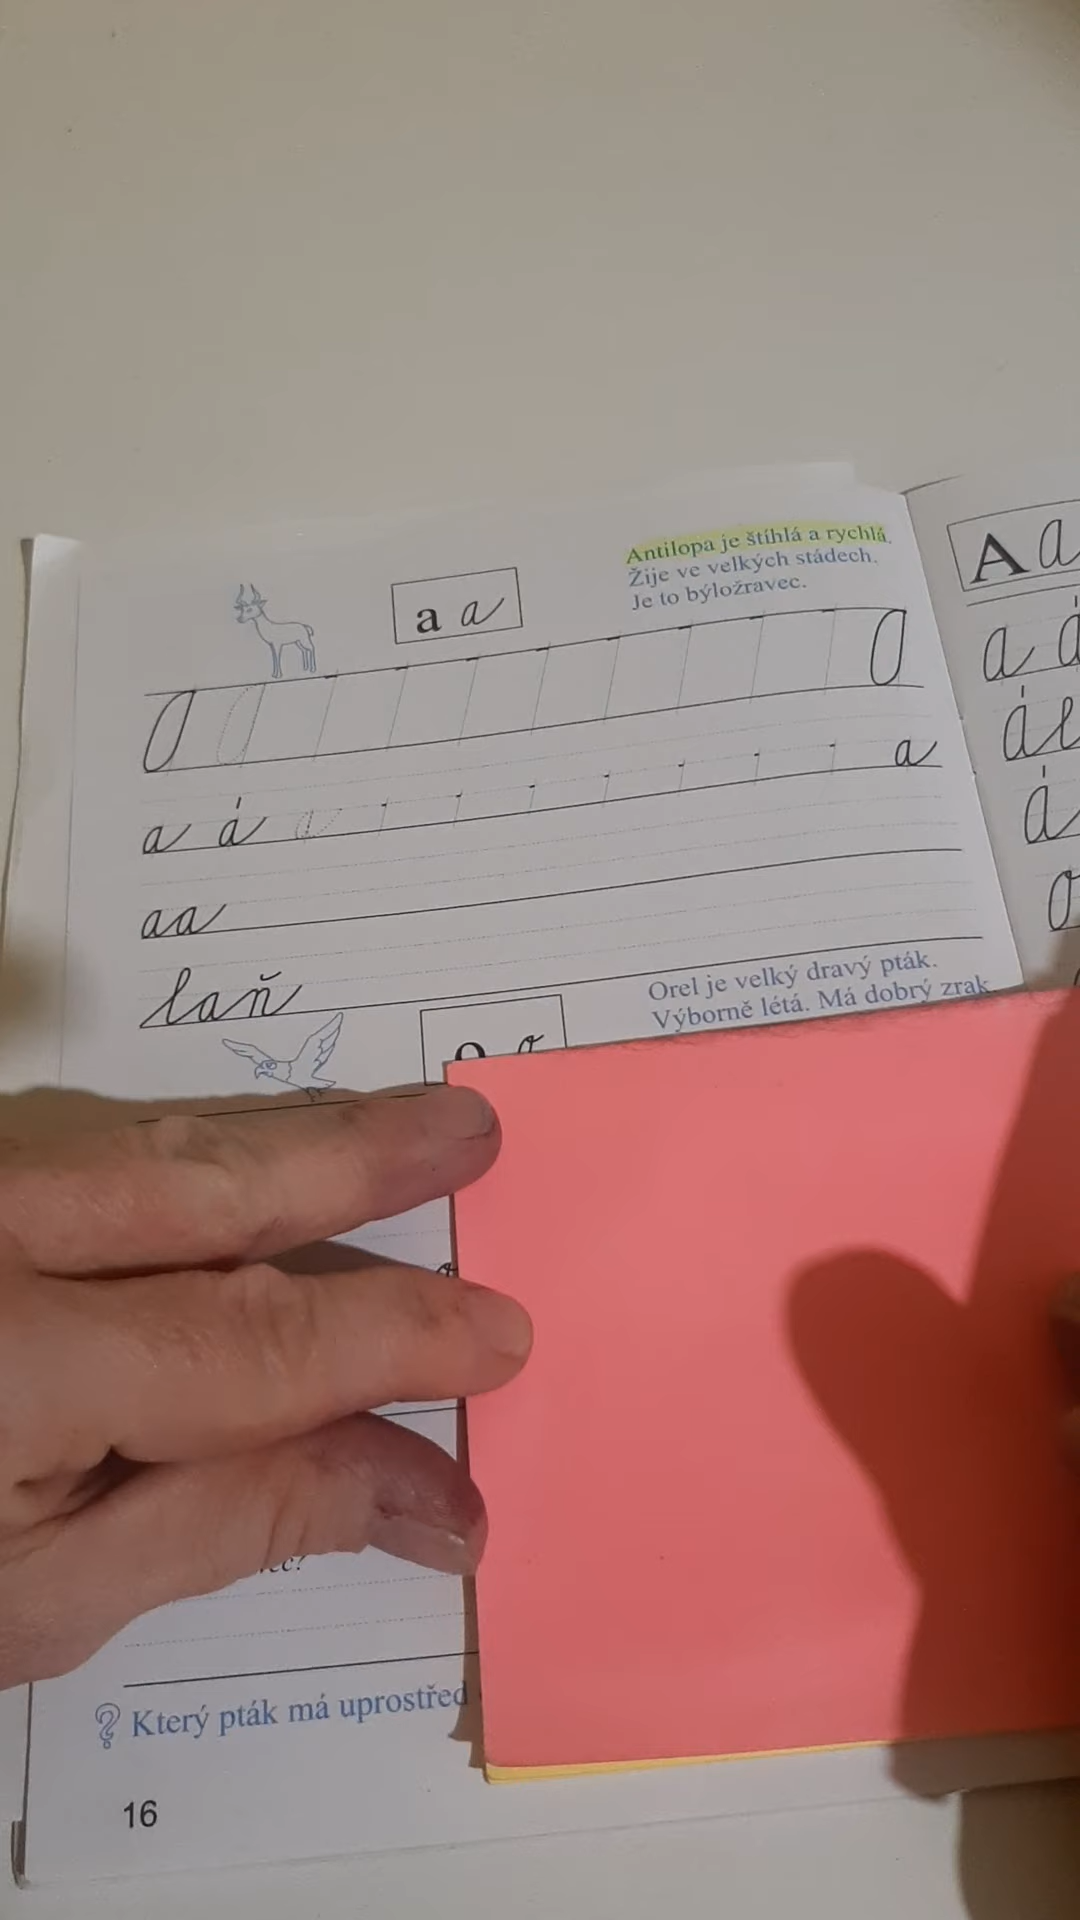 Antilopa je štíhlá a rychlá.
Žije ve velkých stádech.
Je to býložravec.
a a
O O
a á a
aa
laň
Orel je velký dravý pták.
Výborně létá. Má dobrý zrak.
Který pták má uprostřed
16
A a
a á
á